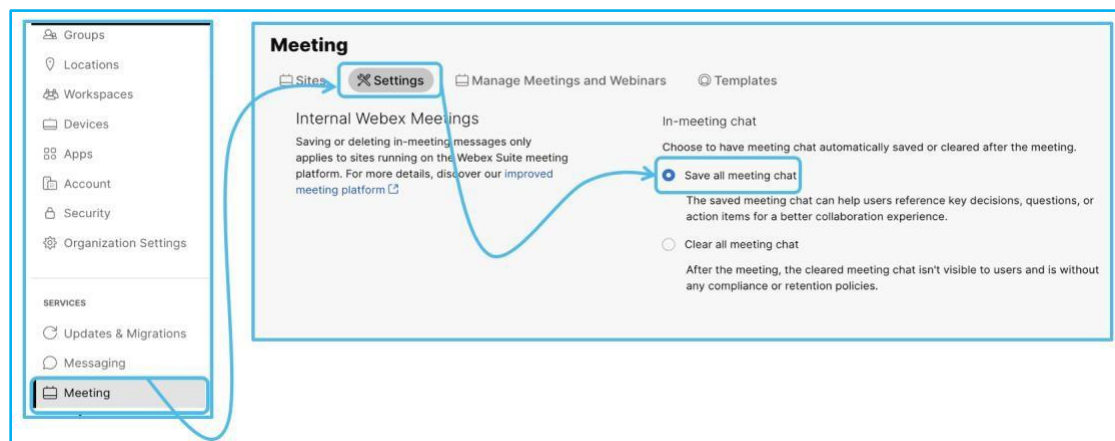 Groups
Locations
Workspaces
Devices
Apps
Account
Security
Organization Settings
SERVICES
Updates & Migrations
Messaging
Meeting
Meeting
Sites
Settings
Manage Meetings and Webinars
Templates
Internal Webex Meetings
Saving or deleting in-meeting messages only
applies to sites running on the Webex Suite meeting
platform. For more details, discover our improved
meeting platform
In-meeting chat
Choose to have meeting chat automatically saved or cleared after the meeting.
Save all meeting chat
The saved meeting chat can help users reference key decisions, questions, or
action items for a better collaboration experience.
Clear all meeting chat
After the meeting, the cleared meeting chat isn't visible to users and is without
any compliance or retention policies.